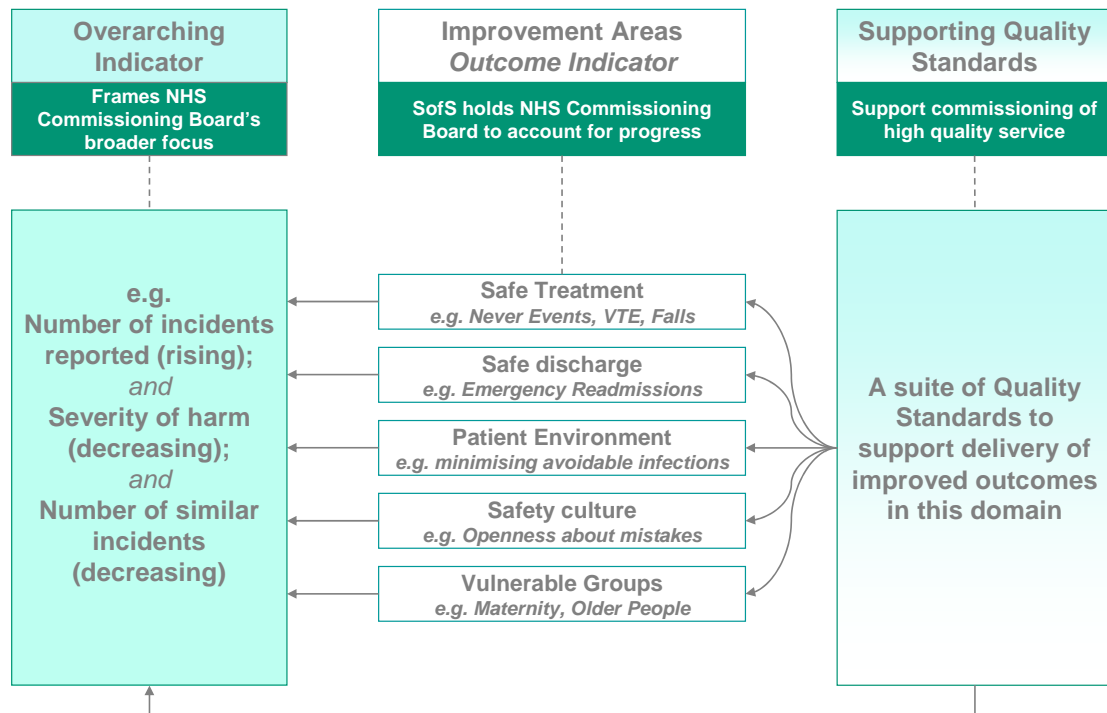 Overarching
Indicator
Frames NHS
Commissioning Board's
broader focus
Improvement Areas
Outcome Indicator
SofS holds NHS Commissioning
Board to account for progress
Supporting Quality
Standards
Support commissioning of
high quality service
e.g.
Number of incidents
reported (rising);
and
Severity of harm
(decreasing);
and
Number of similar
incidents
(decreasing)
Safe Treatment
e.g. Never Events, VTE, Falls
Safe discharge
e.g. Emergency Readmissions
Patient Environment
e.g. minimising avoidable infections
Safety culture
e.g. Openness about mistakes
Vulnerable Groups
e.g. Maternity, Older People
A suite of Quality
Standards to
support delivery of
improved outcomes
in this domain